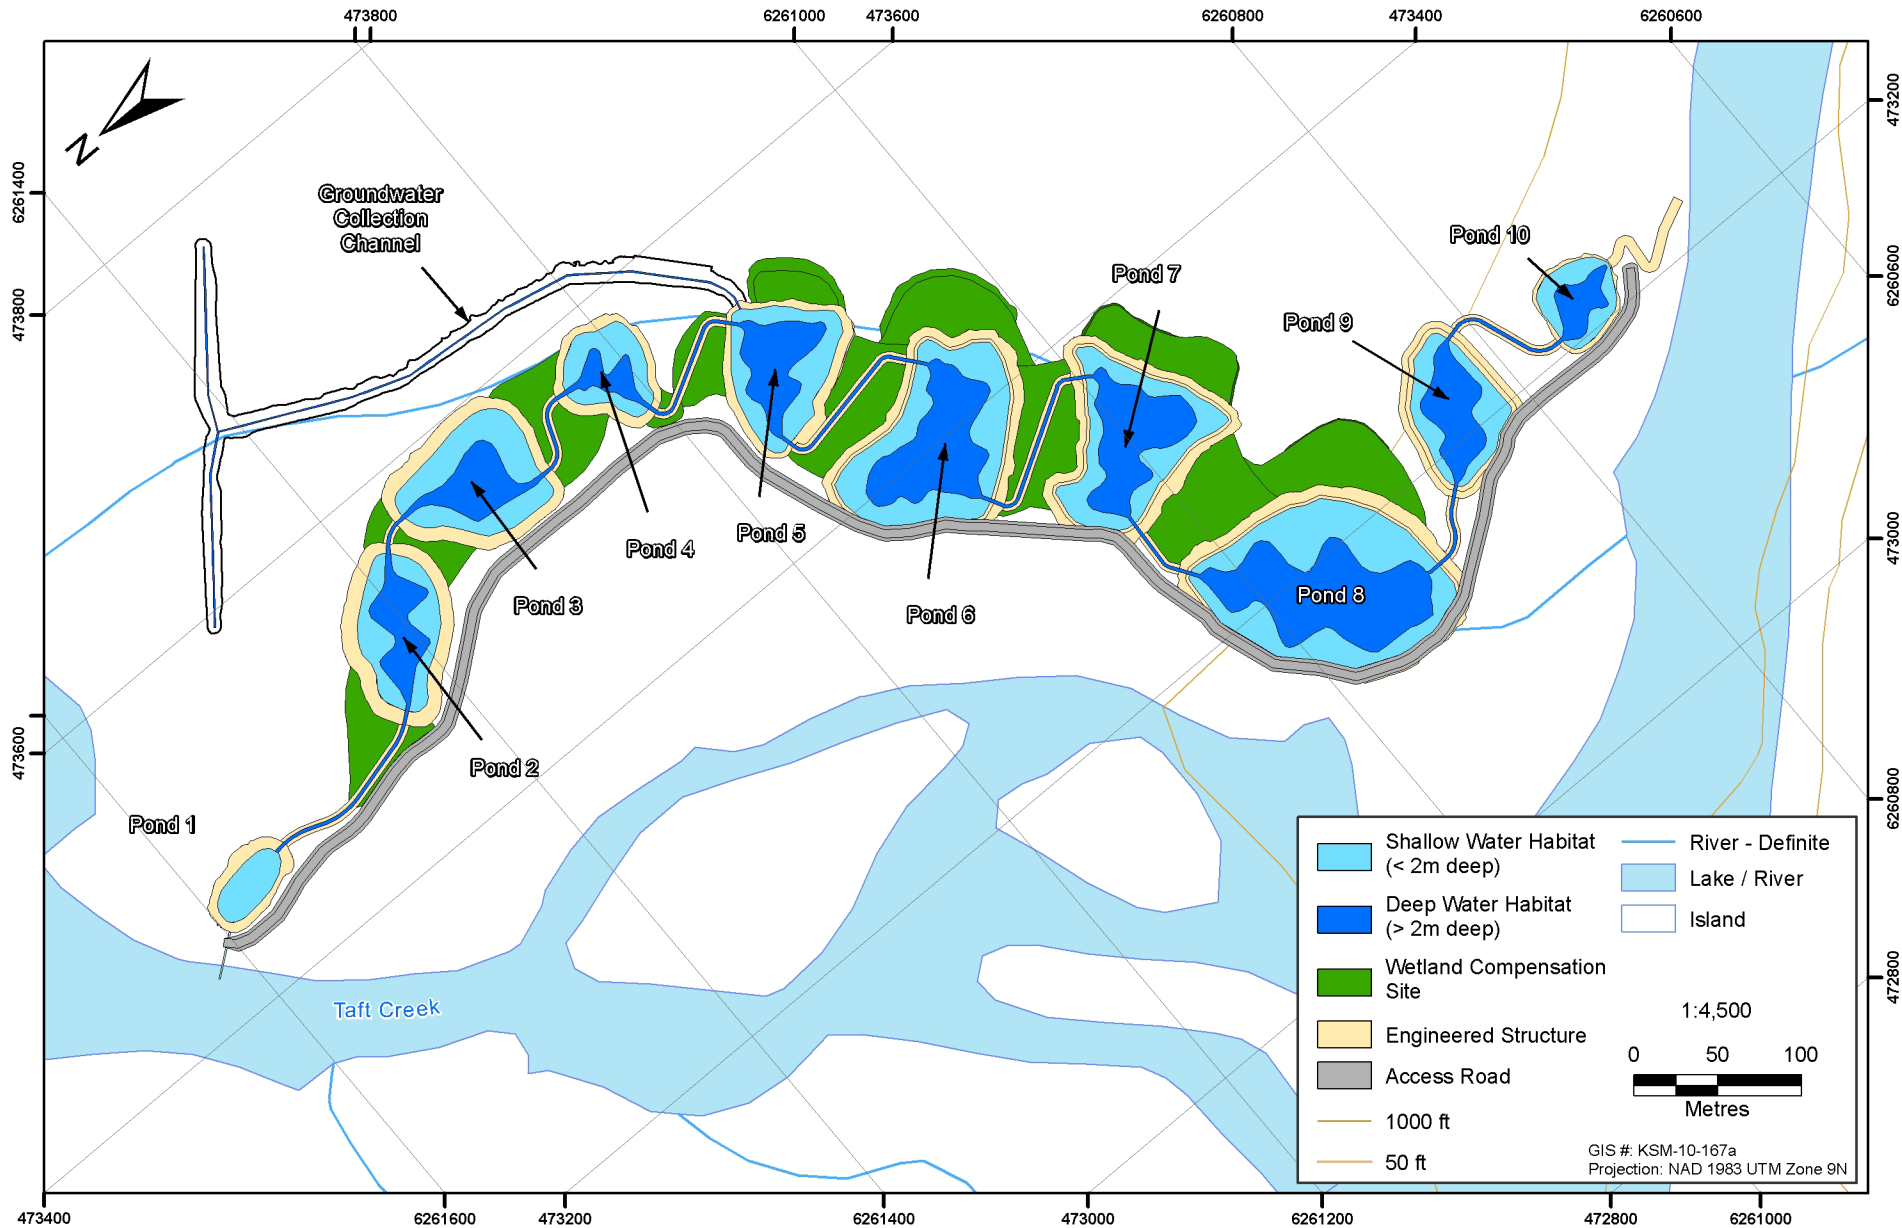 473800
6261000
473600
6260800
473400
6260600
473200
6261400
N
Groundwater
Collection
Channel
Pond 10
Pond 7
6260600
473800
Pond 9
Pond 5
473000
Pond 4
Pond 3
Pond 8
Pond 6
473600
Pond 2
6260800
Pond 1
Shallow Water Habitat
(< 2m deep)
Deep Water Habitat
(> 2m deep)
Wetland Compensation
Site
Engineered Structure
Access Road
1000 ft
50 ft
River - Definite
Lake / River
Island
1:4,500
0 50 100
Metres
GIS #: KSM-10-167a
Projection: NAD 1983 UTM Zone 9N
472800
Taft Creek
473400
6261600
473200
6261400
473000
6261200
472800
6261000